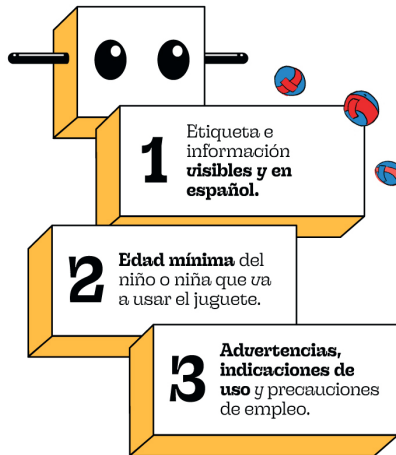 1
Etiqueta e
información
visibles y en
español.
2
Edad mínima del
niño o niña que va
a usar el juguete.
3
Advertencias,
indicaciones de
uso y precauciones
de empleo.